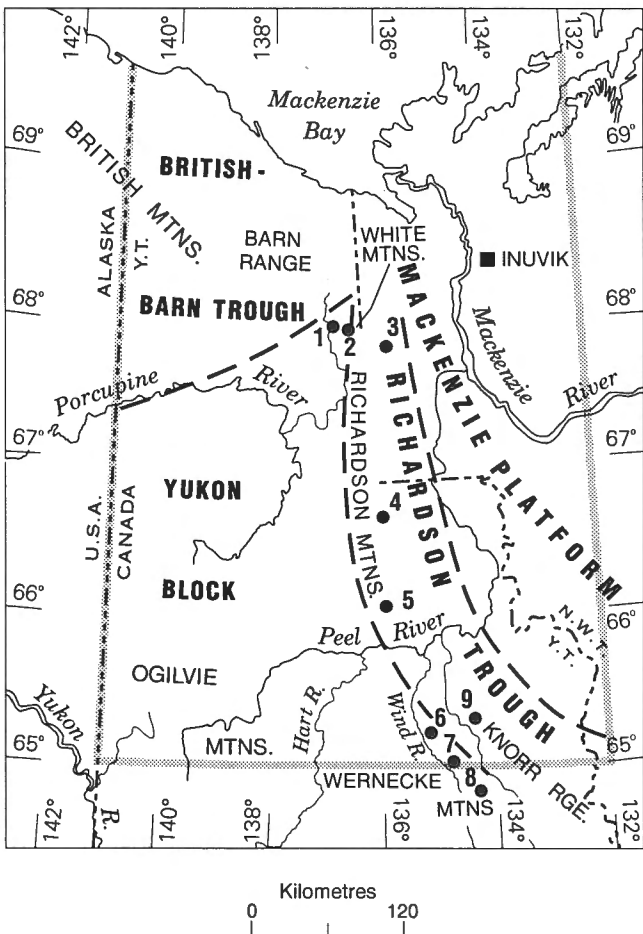 142° 140° 138° 136° 134° 132°
Mackenzie
Bay
69° 69°
BRITISH MTNS.
BRITISH-
ALASKA
Y.T.
BARN
RANGE
WHITE
MTNS.
INUVIK
68° 68°
BARN TROUGH
1 2 3
MACKENZIE PLATFORM
Mackenzie
River
Porcupine
River
RICHARDSON MTNS.
RICHARDSON
TROUGH
67° 67°
U.S.A.
CANADA
YUKON
BLOCK
4
66° 66°
5
N.W.T.
Y.T.
Peel River
OGILVIE
MTNS.
Hart R.
Wind R.
Yukon
R.
9
6
7
8
KNORR RGE.
65° 65°
WERNECKE
MTNS
142° 140° 138° 136° 134° 132°
Kilometres
0 120